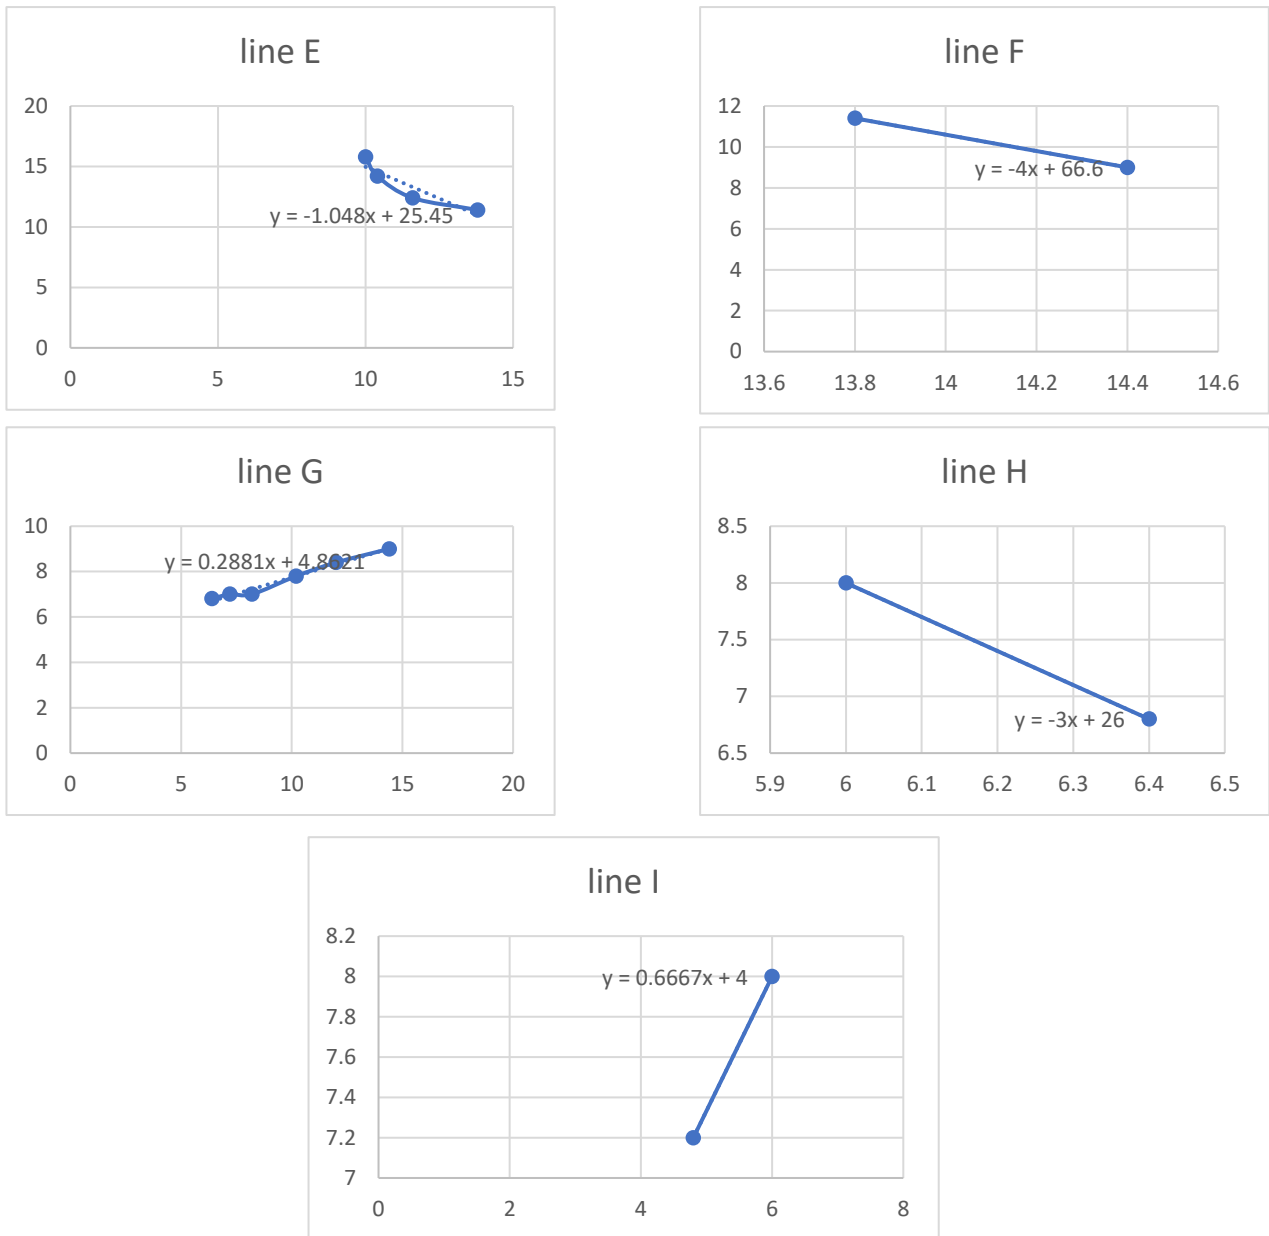 line E
20
15
10
5
0
y = -1.048x + 25.45
0 5 10 15
line F
12
10
8
6
4
2
0
y = -4x + 66.6
13.6 13.8 14 14.2 14.4 14.6
line G
10
8
6
4
2
0
y = 0.2881x + 4.8621
0 5 10 15 20
line H
8.5
8
7.5
7
6.5
y = -3x + 26
5.9 6 6.1 6.2 6.3 6.4 6.5
line I
8.2
8
7.8
7.6
7.4
7.2
7
y = 0.6667x + 4
0 2 4 6 8